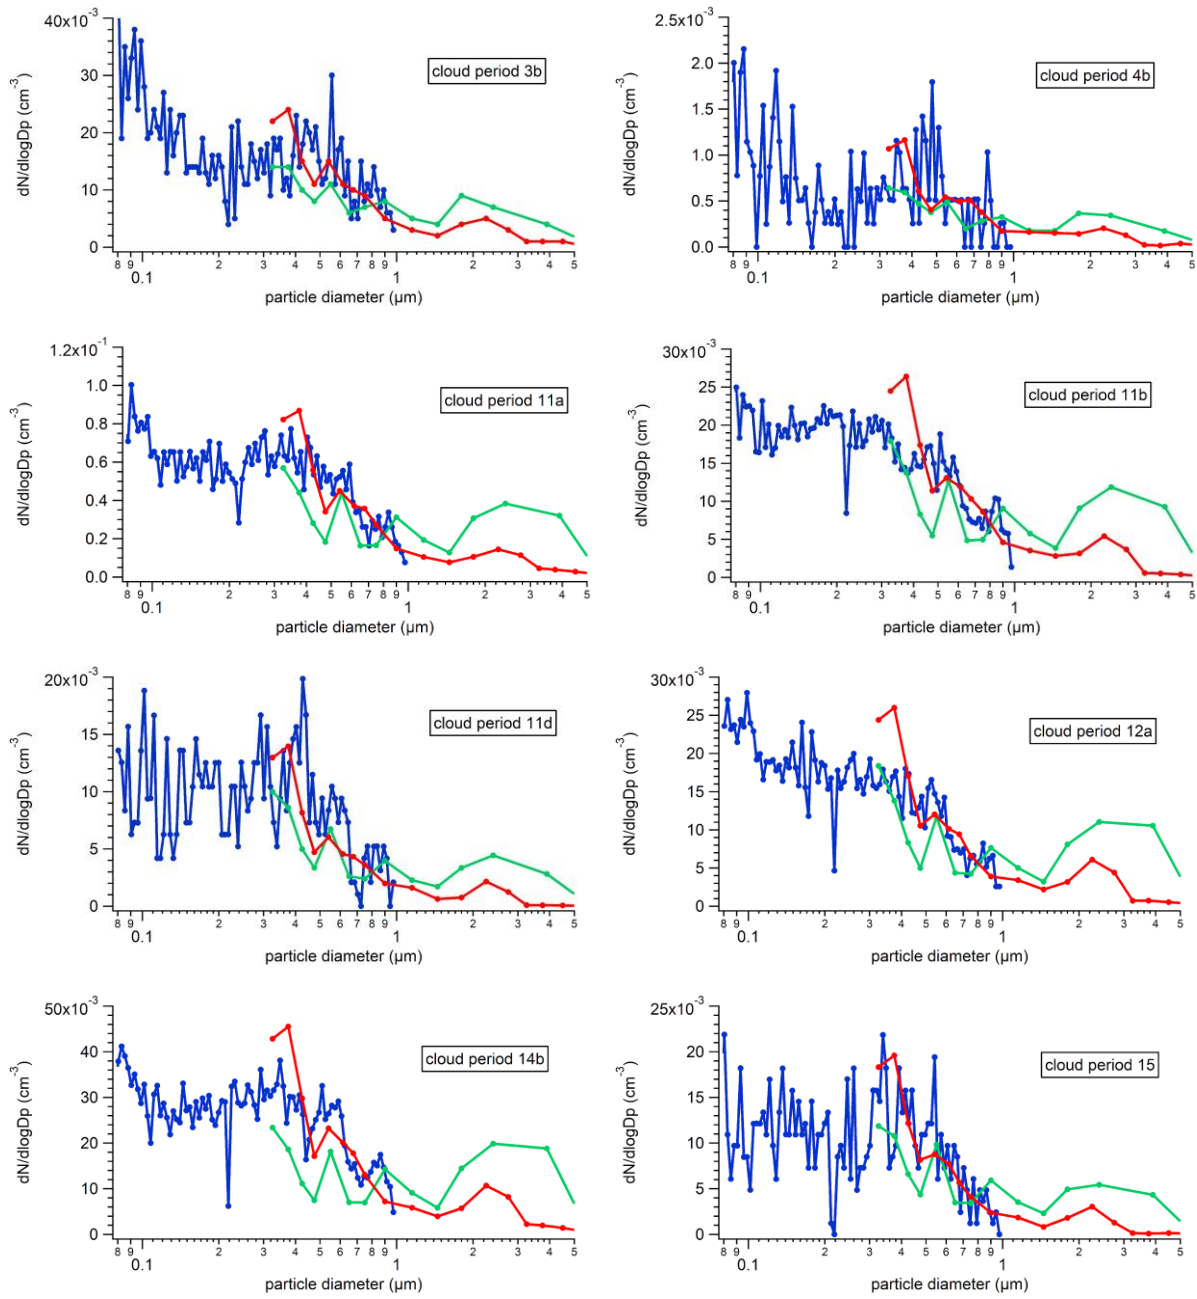 40x10⁻³
30
20
10
0
dN/dlogDp (cm⁻³)
cloud period 3b
8 9 2 3 4 5 6 7 8 9 2 3 4 5
0.1 1
particle diameter (µm)
2.5x10⁻³
2.0
1.5
1.0
0.5
0.0
dN/dlogDp (cm⁻³)
cloud period 4b
8 9 2 3 4 5 6 7 8 9 2 3 4 5
0.1 1
particle diameter (µm)
1.2x10⁻¹
1.0
0.8
0.6
0.4
0.2
0.0
dN/dlogDp (cm⁻³)
cloud period 11a
8 9 2 3 4 5 6 7 8 9 2 3 4 5
0.1 1
particle diameter (µm)
30x10⁻³
25
20
15
10
5
0
dN/dlogDp (cm⁻³)
cloud period 11b
8 9 2 3 4 5 6 7 8 9 2 3 4 5
0.1 1
particle diameter (µm)
20x10⁻³
15
10
5
0
dN/dlogDp (cm⁻³)
cloud period 11d
8 9 2 3 4 5 6 7 8 9 2 3 4 5
0.1 1
particle diameter (µm)
30x10⁻³
25
20
15
10
5
0
dN/dlogDp (cm⁻³)
cloud period 12a
8 9 2 3 4 5 6 7 8 9 2 3 4 5
0.1 1
particle diameter (µm)
50x10⁻³
40
30
20
10
0
dN/dlogDp (cm⁻³)
cloud period 14b
8 9 2 3 4 5 6 7 8 9 2 3 4 5
0.1 1
particle diameter (µm)
25x10⁻³
20
15
10
5
0
dN/dlogDp (cm⁻³)
cloud period 15
8 9 2 3 4 5 6 7 8 9 2 3 4 5
0.1 1
particle diameter (µm)